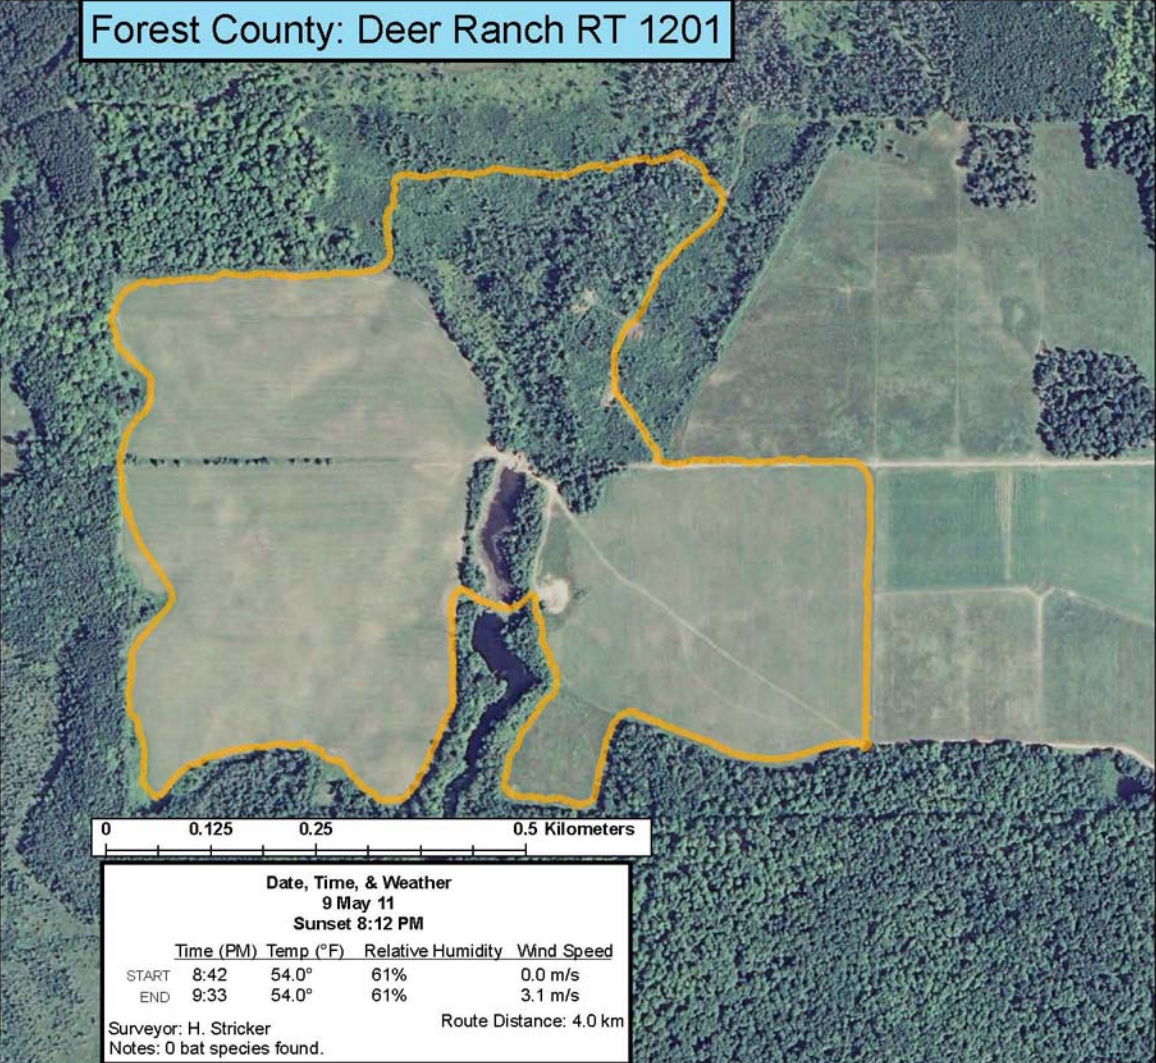 Forest County: Deer Ranch RT 1201
0 0.125 0.25 0.5 Kilometers
Date, Time, & Weather
9 May 11
Sunset 8:12 PM
Time (PM) Temp (°F) Relative Humidity Wind Speed
START 8:42 54.0° 61% 0.0 m/s
END 9:33 54.0° 61% 3.1 m/s
Route Distance: 4.0 km
Surveyor: H. Stricker
Notes: 0 bat species found.